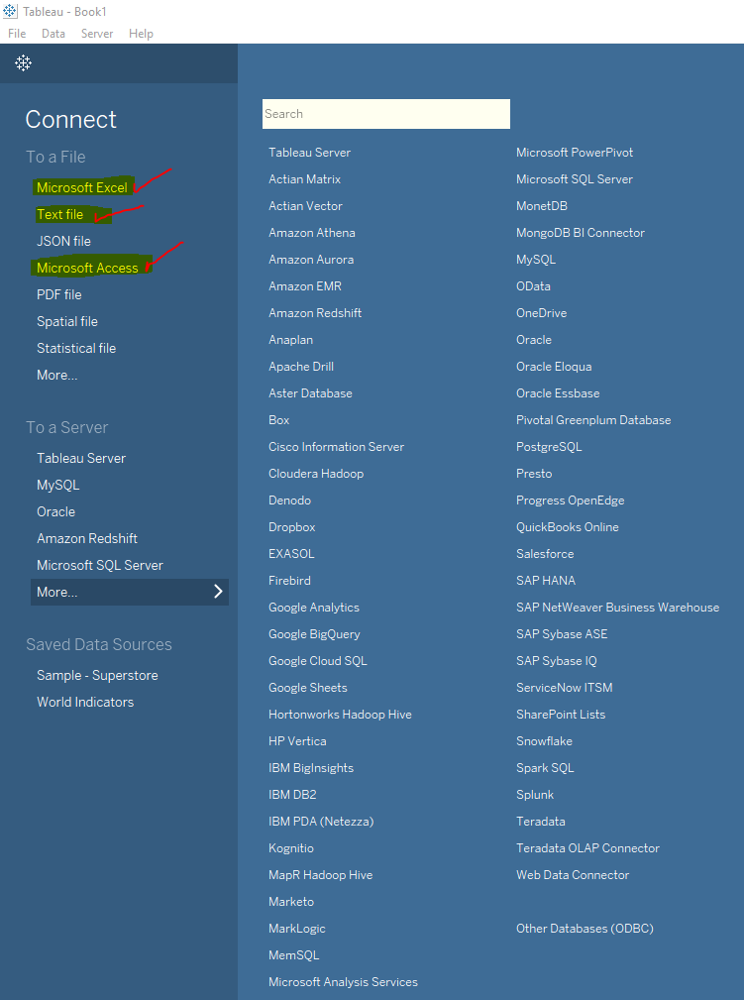 Tableau - Book1
File Data Server Help
Connect
To a File
Microsoft Excel
Text file
JSON file
Microsoft Access
PDF file
Spatial file
Statistical file
More...
To a Server
Tableau Server
MySQL
Oracle
Amazon Redshift
Microsoft SQL Server
More...
Saved Data Sources
Sample - Superstore
World Indicators
Search
Tableau Server
Actian Matrix
Actian Vector
Amazon Athena
Amazon Aurora
Amazon EMR
Amazon Redshift
Anaplan
Apache Drill
Aster Database
Box
Cisco Information Server
Cloudera Hadoop
Denodo
Dropbox
EXASOL
Firebird
Google Analytics
Google BigQuery
Google Cloud SQL
Google Sheets
Hortonworks Hadoop Hive
HP Vertica
IBM BigInsights
IBM DB2
IBM PDA (Netezza)
Kognitio
MapR Hadoop Hive
Marketo
MarkLogic
MemSQL
Microsoft Analysis Services
Microsoft PowerPivot
Microsoft SQL Server
MonetDB
MongoDB BI Connector
MySQL
OData
OneDrive
Oracle
Oracle Eloqua
Oracle Essbase
Pivotal Greenplum Database
PostgreSQL
Presto
Progress OpenEdge
QuickBooks Online
Salesforce
SAP HANA
SAP NetWeaver Business Warehouse
SAP Sybase ASE
SAP Sybase IQ
ServiceNow ITSM
SharePoint Lists
Snowflake
Spark SQL
Splunk
Teradata
Teradata OLAP Connector
Web Data Connector
Other Databases (ODBC)